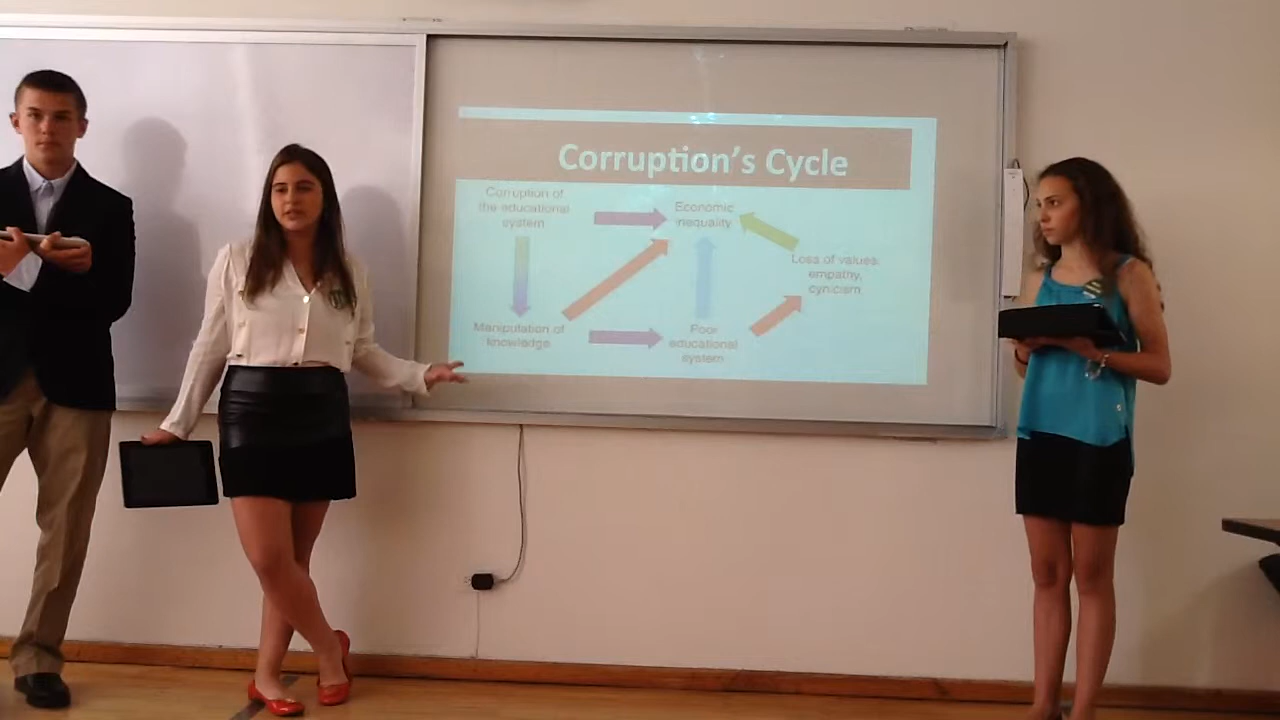 Corruption's Cycle
Corruption of
the educational
system
Economic
inequality
Loss of values,
empathy,
cynicism
Manipulation of
knowledge
Poor
educational
system